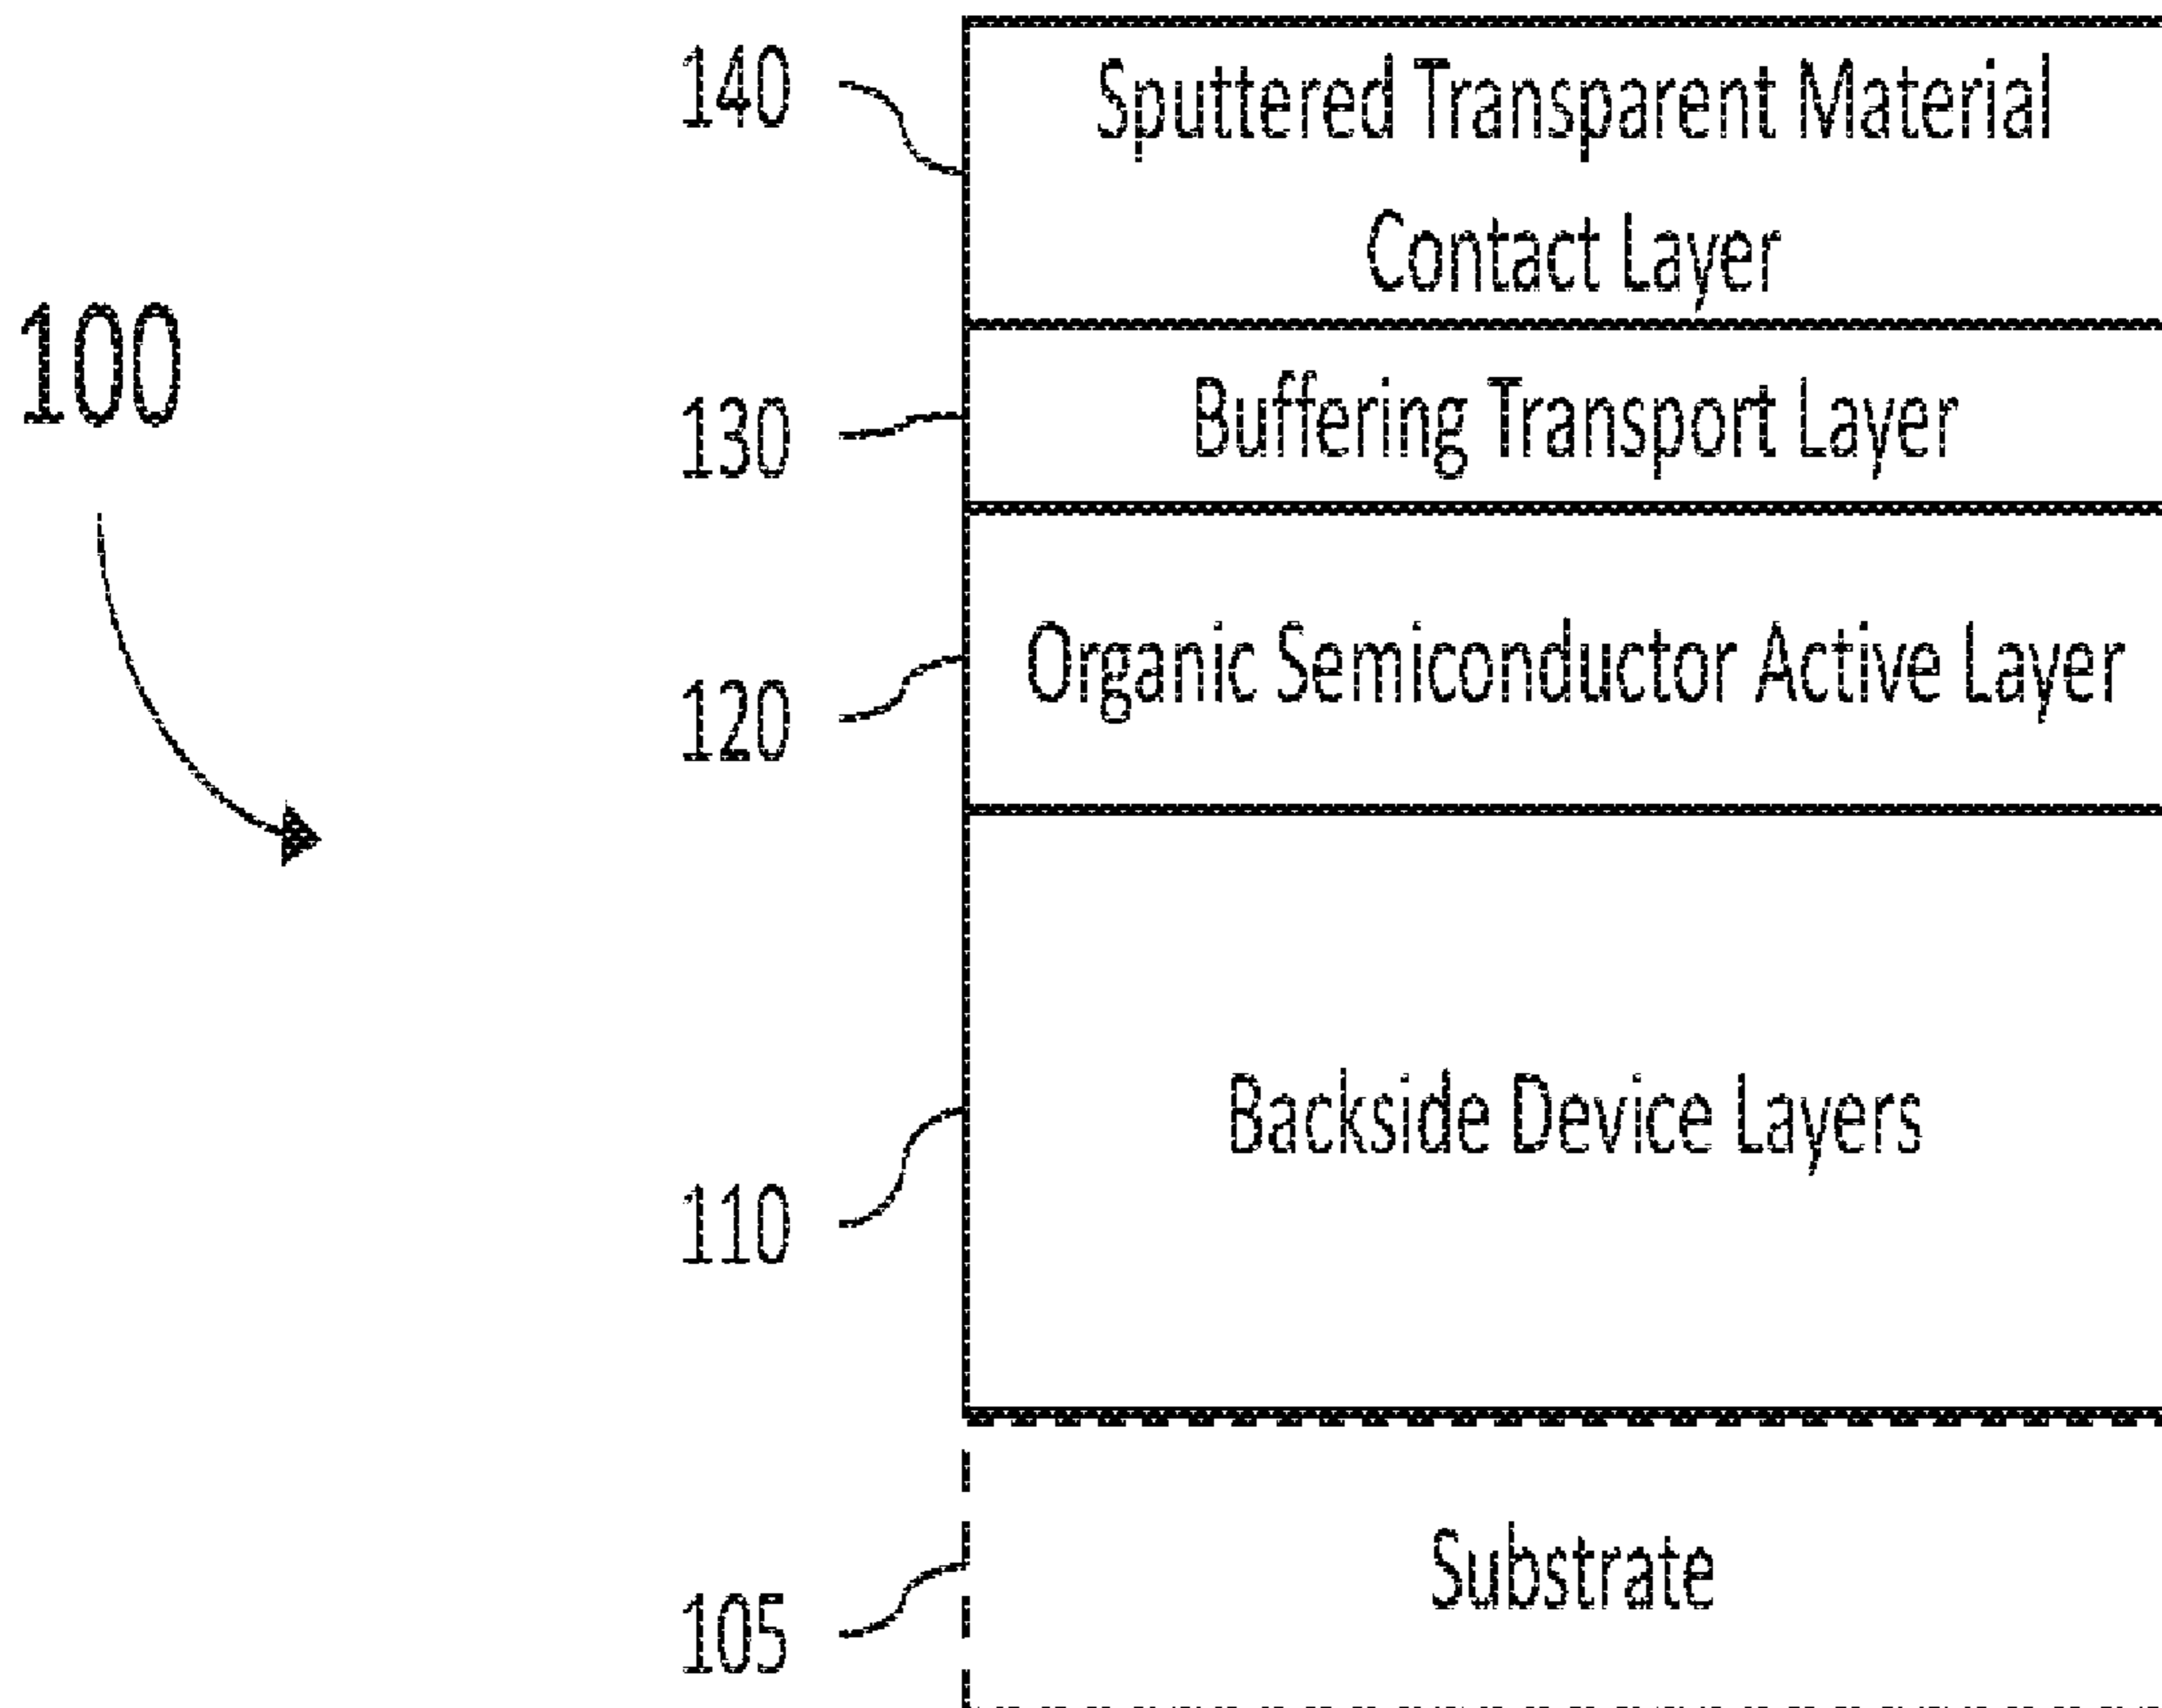 140
Sputtered Transparent Material
Contact Layer
100
130
Buffering Transport Layer
120
Organic Semiconductor Active Layer
110
Backside Device Layers
105
Substrate